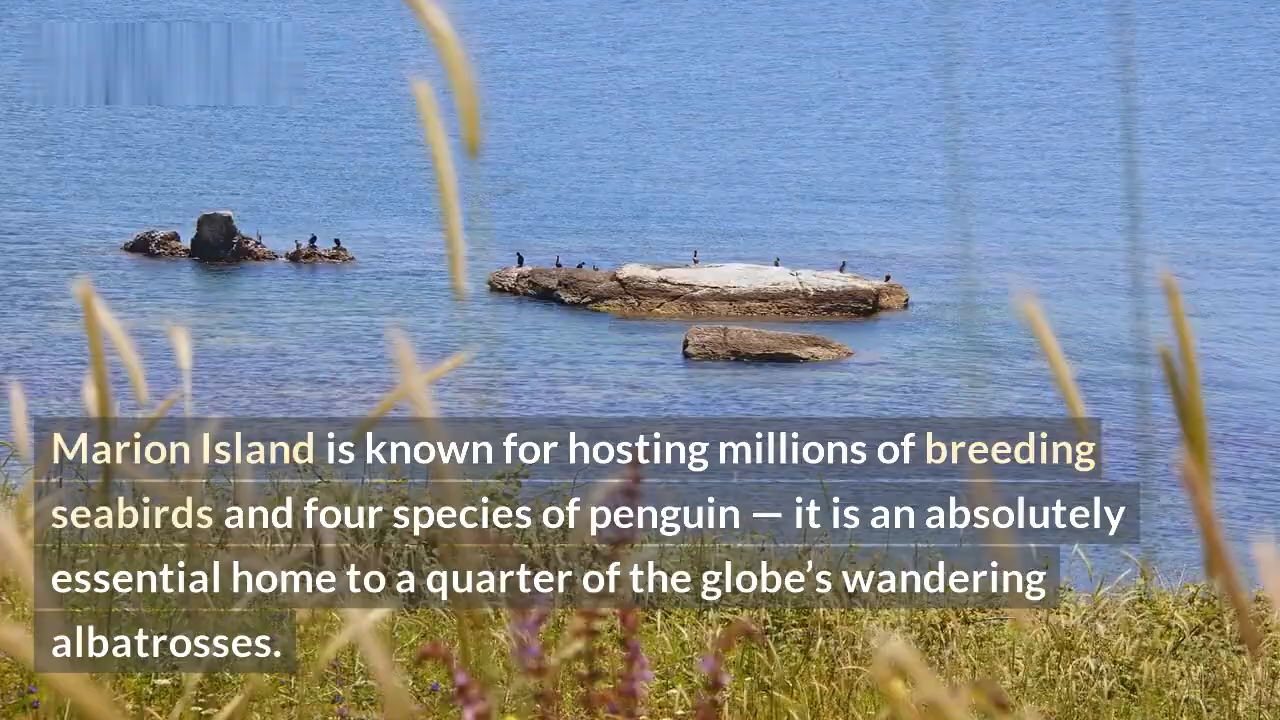 Marion Island is known for hosting millions of breeding
seabirds and four species of penguin — it is an absolutely
essential home to a quarter of the globe’s wandering
albatrosses.